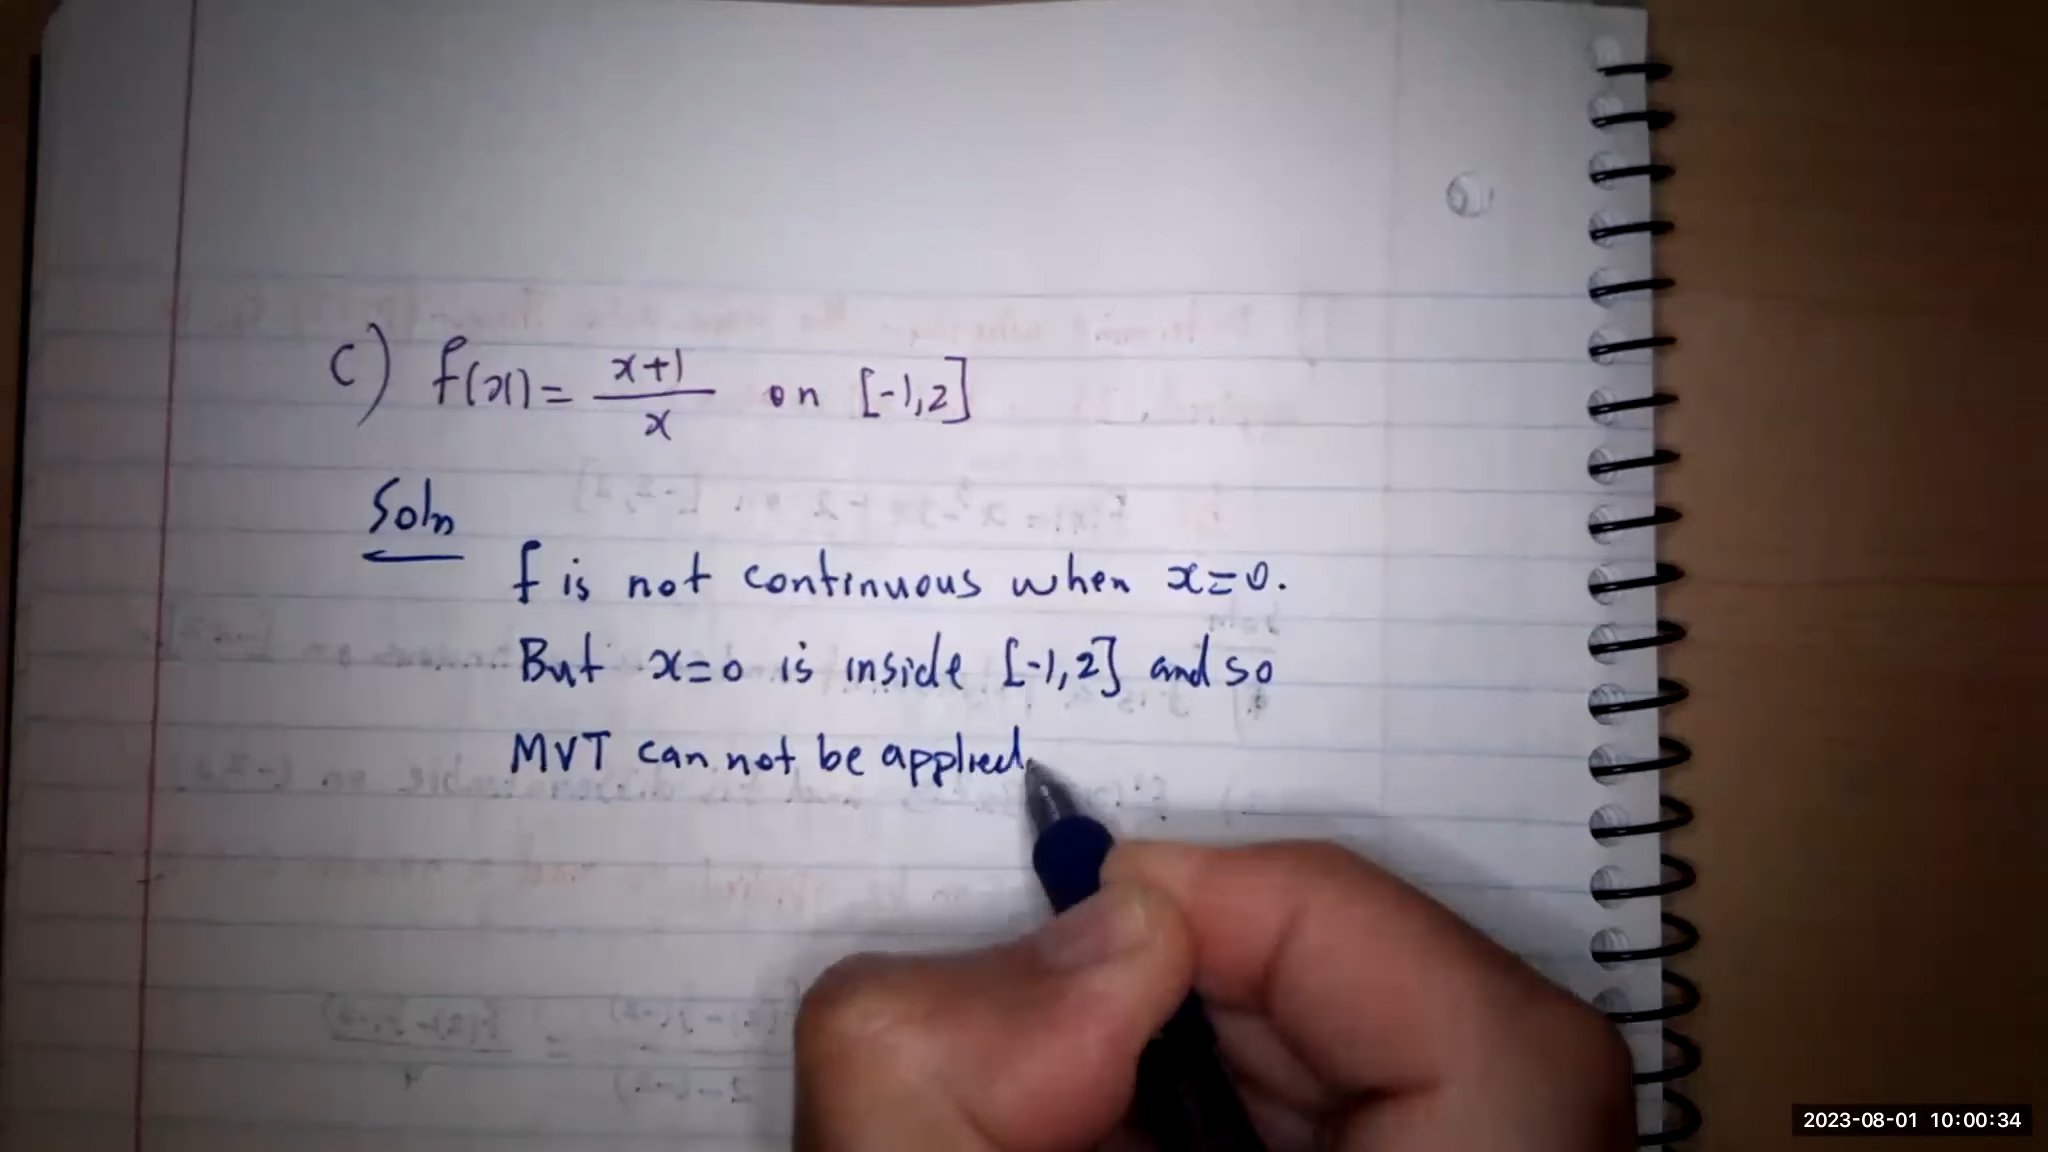 C) f(x) = x+1/x on [-1,2]
Soln
f is not continuous when x=0.
But x=0 is inside [-1,2] and so
MVT can not be applied.
2023-08-01 10:00:34